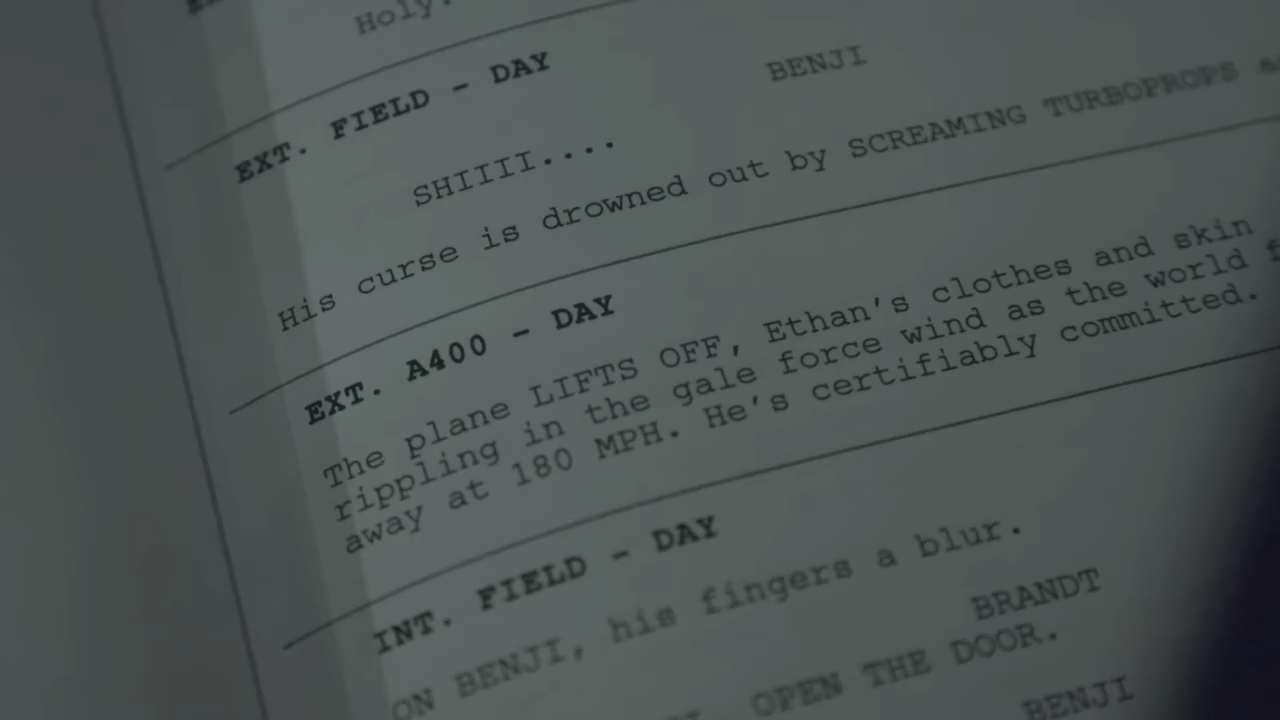 Holy.
EXT. FIELD - DAY
BENJI
SHIIII....
His curse is drowned out by SCREAMING TURBOPROPS
EXT. A400 - DAY
The plane LIFTS OFF, Ethan's clothes and skin
rippling in the gale force wind as the world
away at 180 MPH. He's certifiably committed.
INT. FIELD - DAY
ON BENJI, his fingers a blur.
BRANDT
OPEN THE DOOR.
BENJI